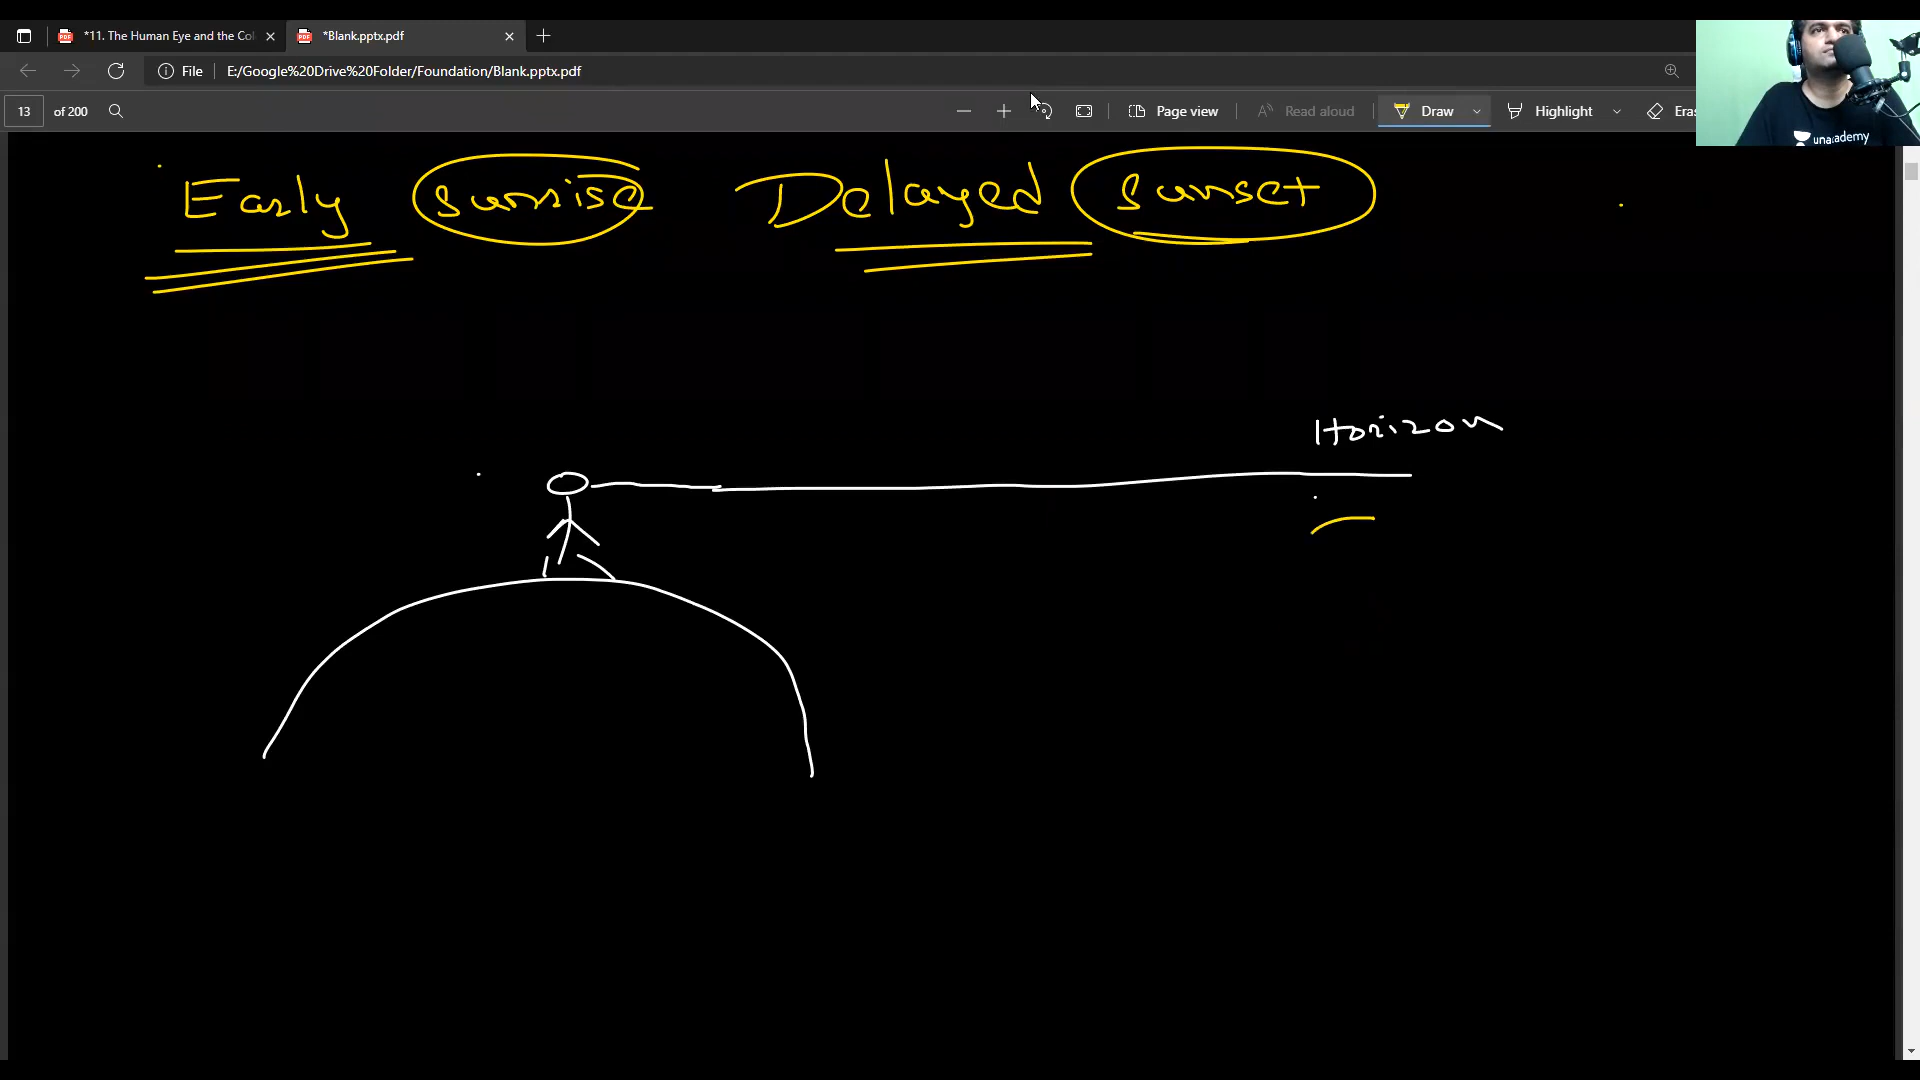 *11. The Human Eye and the Col
*Blank.pptx.pdf
File
E:/Google%20Drive%20Folder/Foundation/Blank.pptx.pdf
13 of 200
Page view
Read aloud
Draw
Highlight
Eras
unacademy
Early sunrise Delayed sunset
Horizon